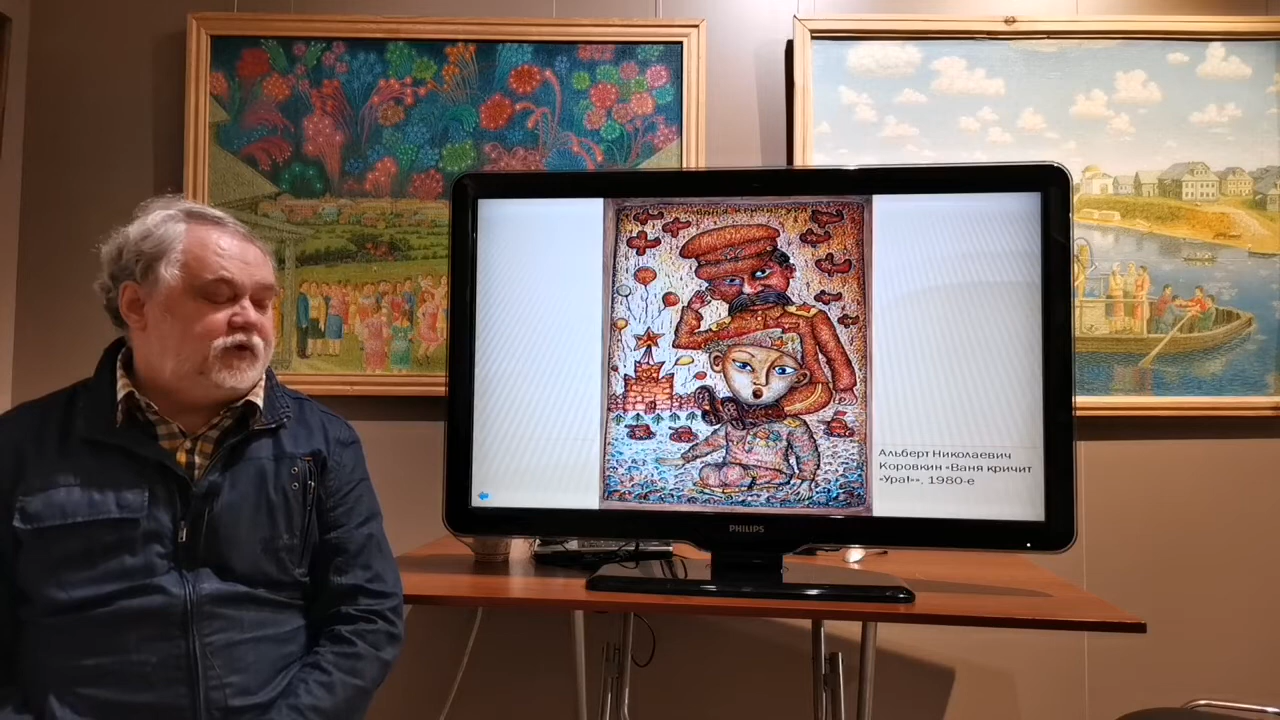 Альберт Николаевич
Коровкин «Ваня кричит
«Ура!»», 1980-е
PHILIPS